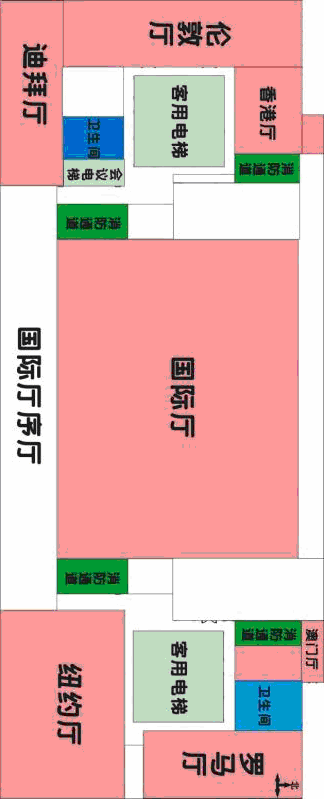 伦敦厅
迪拜厅
香港厅
客用电梯
卫生间
会议电梯
消防通道
消防通道
国际厅
国际厅序厅
消防通道
消防通道
澳门厅
客用电梯
纽约厅
卫生间
罗马厅
北